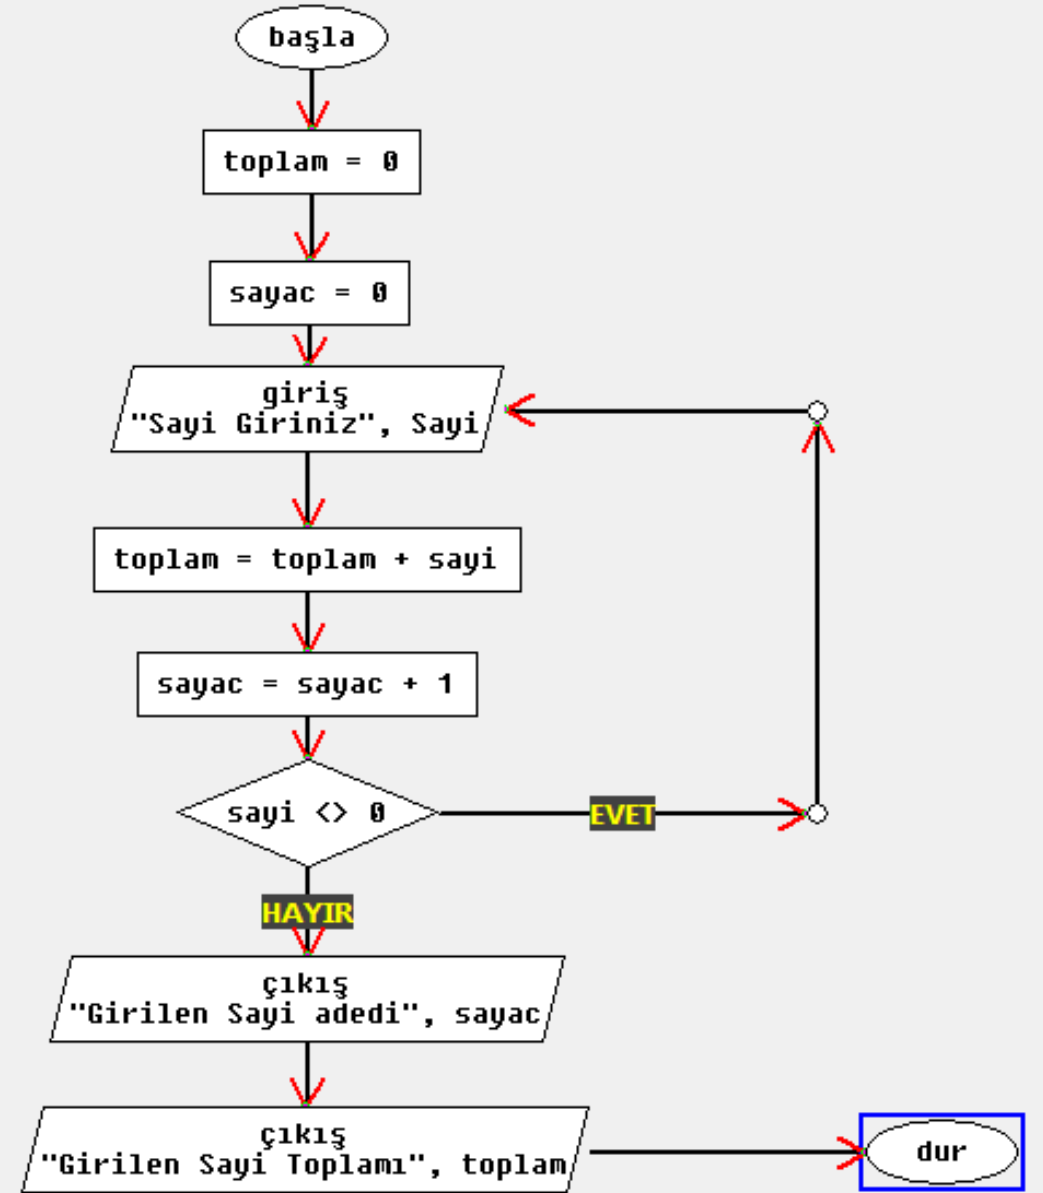 başla
toplam = 0
sayac = 0
giriş
"Sayi Giriniz", Sayi
toplam = toplam + sayi
sayac = sayac + 1
sayi <> 0
EVET
HAYIR
çıkış
"Girilen Sayi adedi", sayac
çıkış
"Girilen Sayi Toplamı", toplam
dur